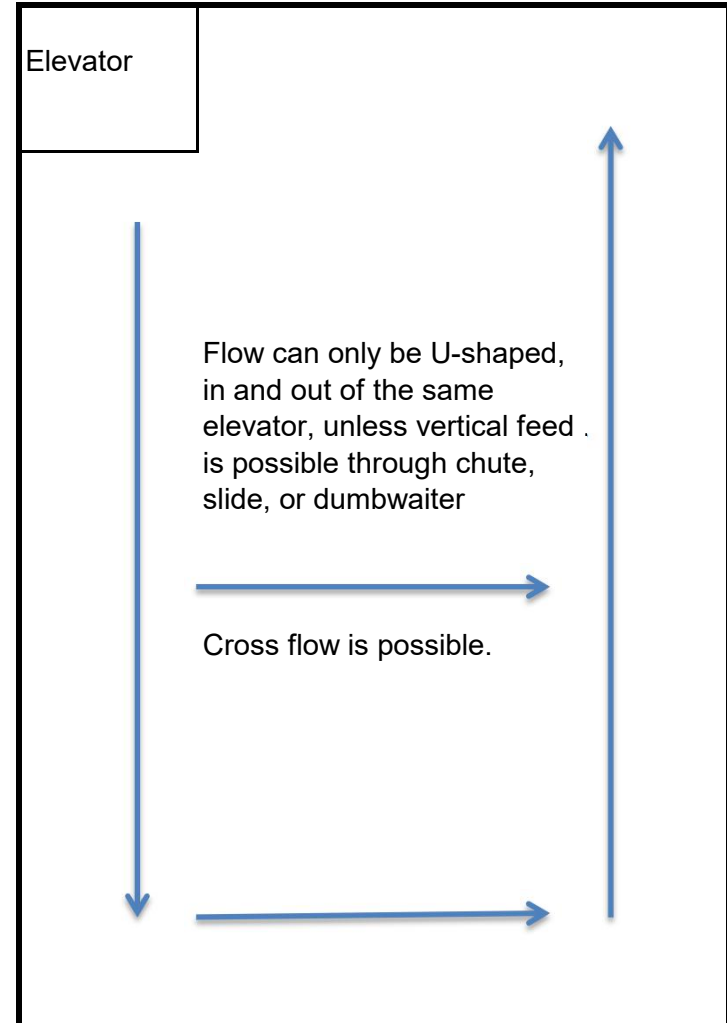 Elevator
Flow can only be U-shaped,
in and out of the same
elevator, unless vertical feed .
is possible through chute,
slide, or dumbwaiter
Cross flow is possible.